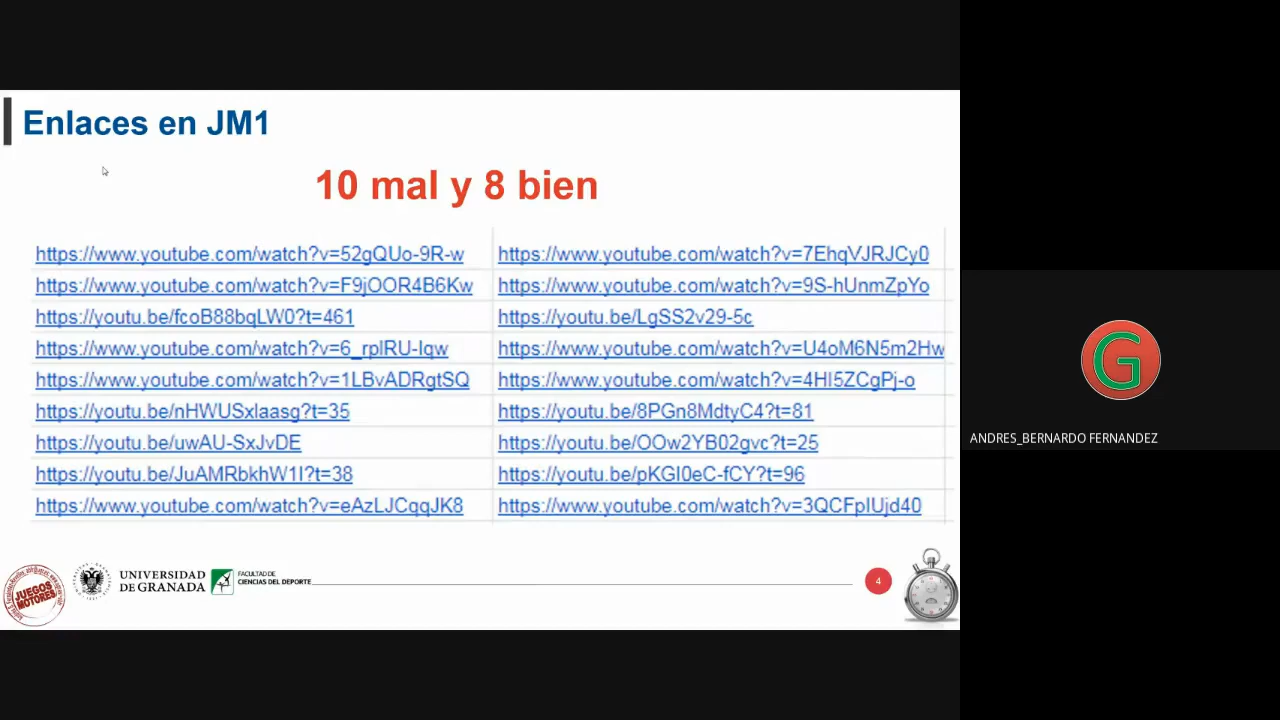 Enlaces en JM1
10 mal y 8 bien
https://www.youtube.com/watch?v=52gQUo-9R-w
https://www.youtube.com/watch?v=7EhqVJRJCy0
https://www.youtube.com/watch?v=F9jOOR4B6Kw
https://www.youtube.com/watch?v=9S-hUnmZpYo
https://youtu.be/fcoB88bqLW0?t=461
https://youtu.be/LgSS2v29-5c
https://www.youtube.com/watch?v=6_rplRU-Iqw
https://www.youtube.com/watch?v=U4oM6N5m2Hw
https://www.youtube.com/watch?v=1LBvADRgtSQ
https://www.youtube.com/watch?v=4HI5ZCgPj-o
https://youtu.be/nHWUSxlaasg?t=35
https://youtu.be/8PGn8MdtyC4?t=81
https://youtu.be/uwAU-SxJvDE
https://youtu.be/OOw2YB02gvc?t=25
https://youtu.be/JuAMRbkhW1I?t=38
https://youtu.be/pKGI0eC-fCY?t=96
https://www.youtube.com/watch?v=eAzLJCqqJK8
https://www.youtube.com/watch?v=3QCFpIUjd40
JUEGOS
MOTORES
UNIVERSIDAD
DE GRANADA
FACULTAD DE
CIENCIAS DEL DEPORTE
4
G
ANDRES_BERNARDO FERNANDEZ